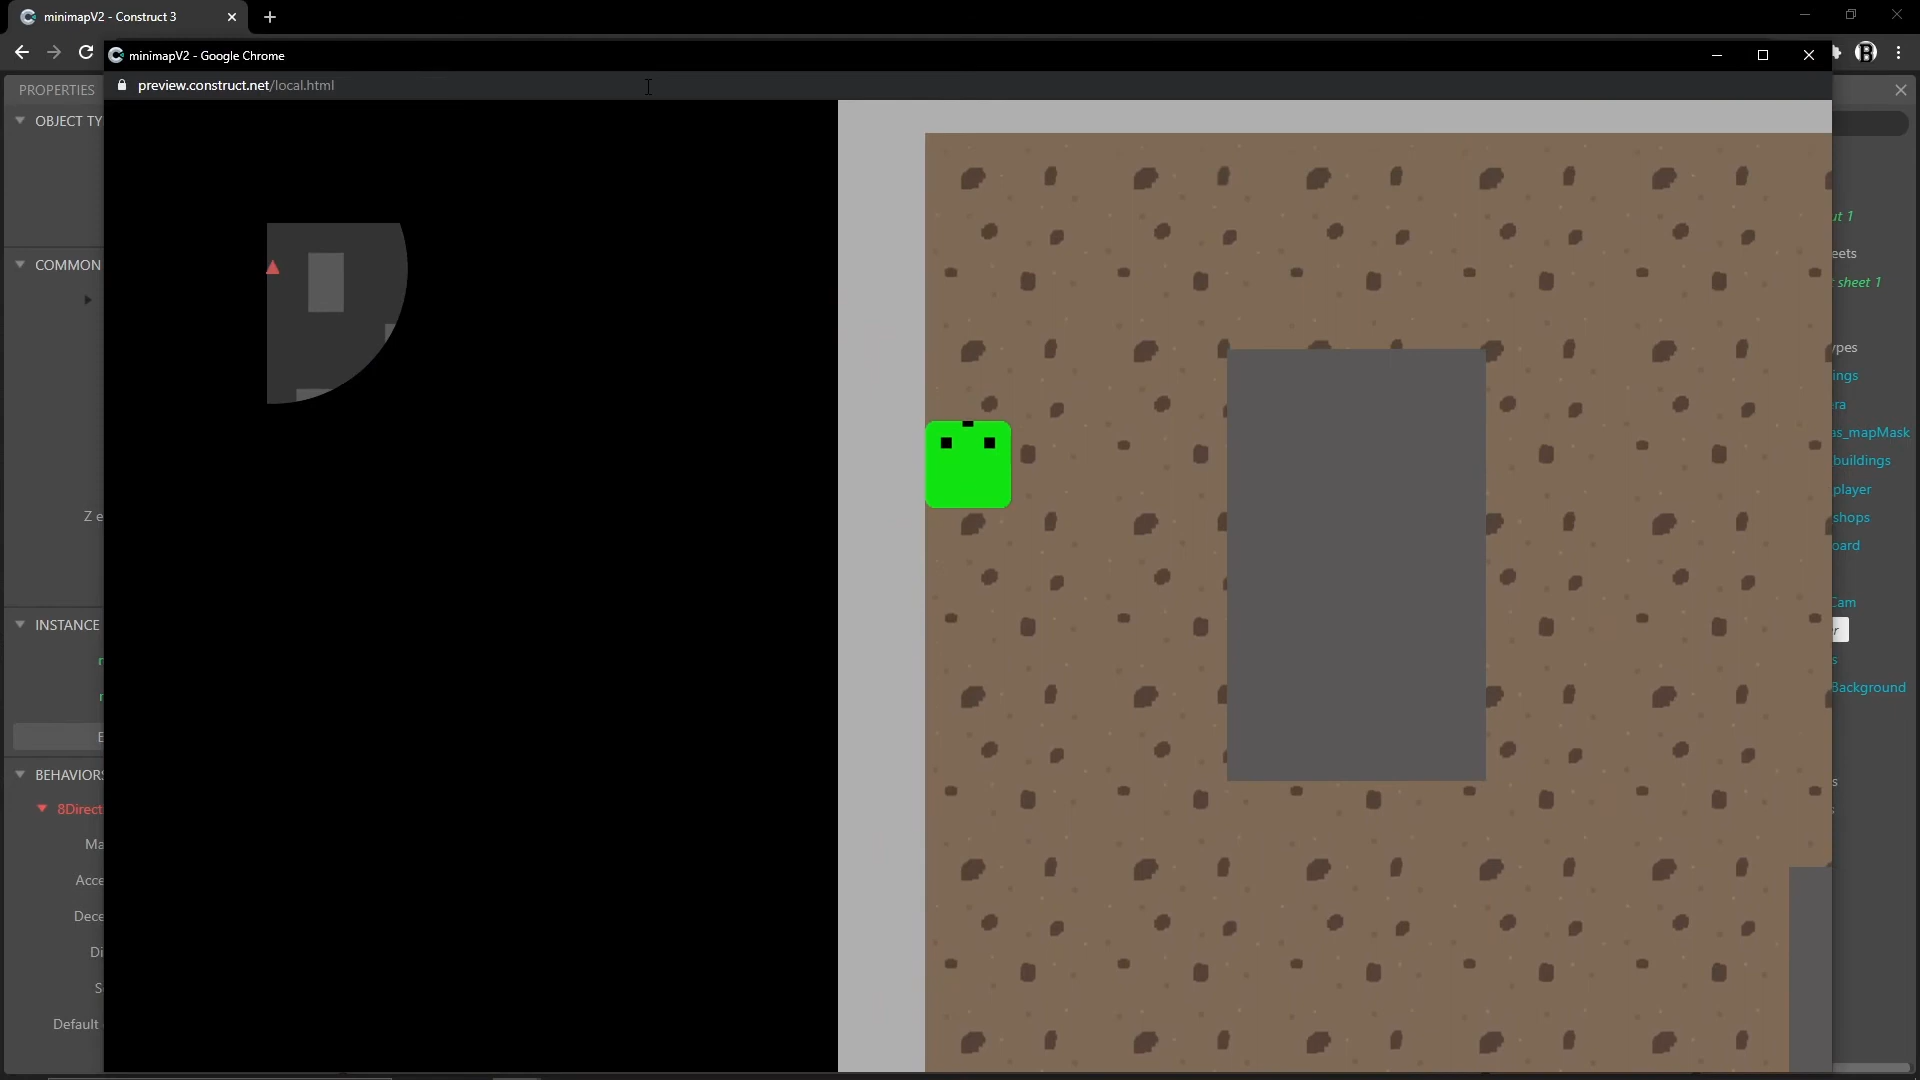 minimapV2 - Construct 3
minimapV2 - Google Chrome
preview.construct.net/local.html
PROPERTIES
OBJECT TY
COMMON
Z e
INSTANCE
E
BEHAVIORS
8Direct
Ma
Acce
Dece
Di
S
Default
ut 1
eets
sheet 1
ypes
ings
ra
as_mapMask
buildings
player
shops
oard
Cam
r
s
Background
s